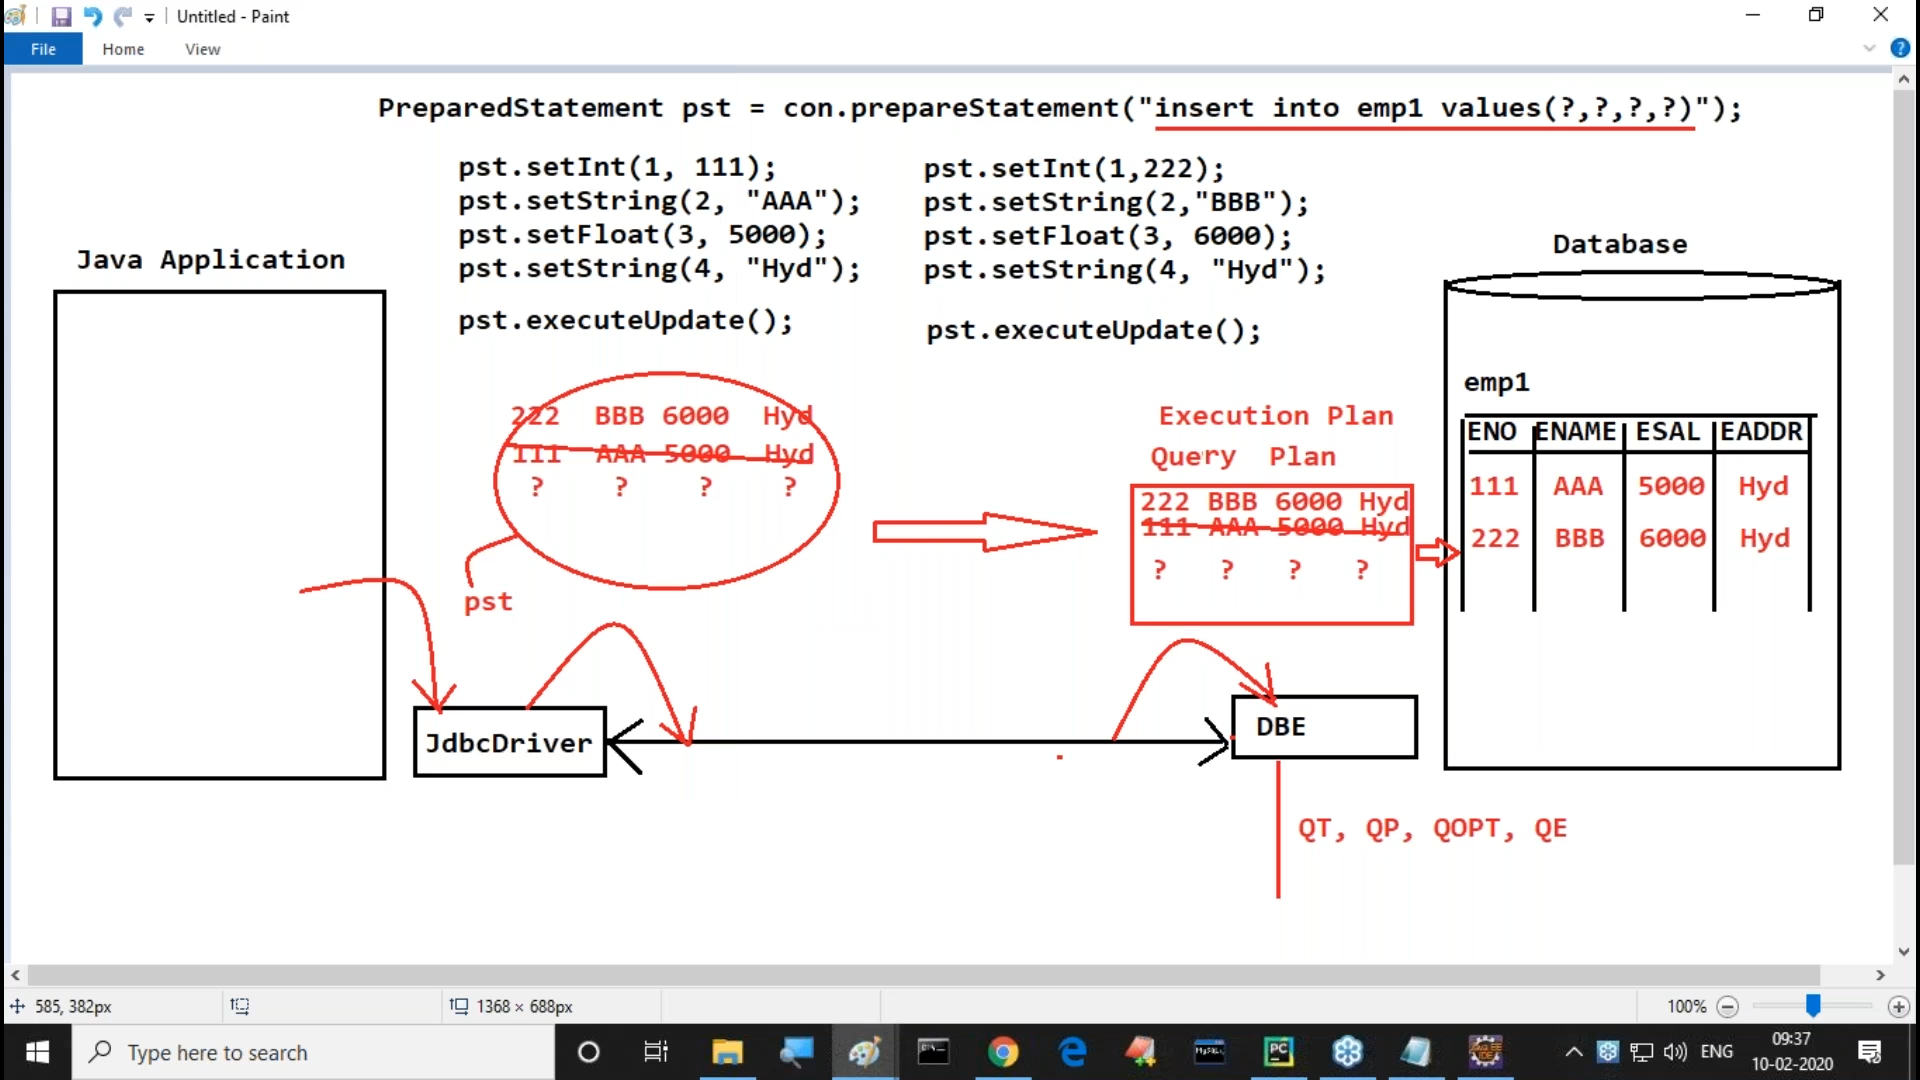 Untitled - Paint
File Home View
PreparedStatement pst = con.prepareStatement("insert into emp1 values(?,?,?,?)");
pst.setInt(1, 111);
pst.setString(2, "AAA");
pst.setFloat(3, 5000);
pst.setString(4, "Hyd");
pst.executeUpdate();
pst.setInt(1,222);
pst.setString(2,"BBB");
pst.setFloat(3, 6000);
pst.setString(4, "Hyd");
pst.executeUpdate();
Java Application
Database
222 BBB 6000 Hyd
111 AAA 5000 Hyd
? ? ? ?
pst
Execution Plan
Query Plan
222 BBB 6000 Hyd
111 AAA 5000 Hyd
? ? ? ?
emp1
ENO ENAME ESAL EADDR
111 AAA 5000 Hyd
222 BBB 6000 Hyd
JdbcDriver
DBE
QT, QP, QOPT, QE
585, 382px
1368 × 688px
100%
Type here to search
ENG
09:37
10-02-2020